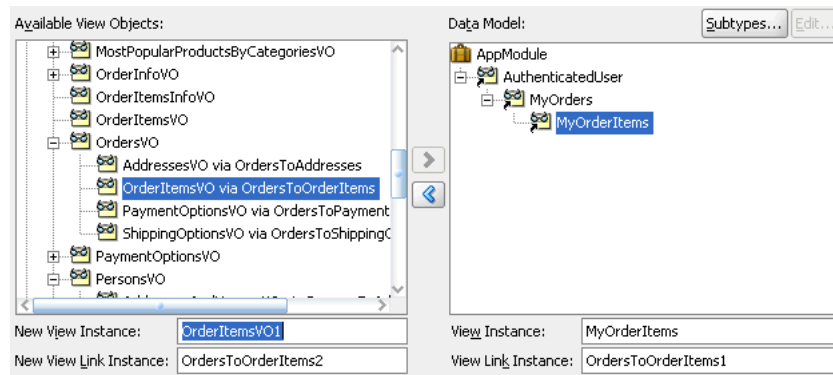 Available View Objects:
MostPopularProductsByCategoriesVO
OrderInfoVO
OrderItemsInfoVO
OrderItemsVO
OrdersVO
AddressesVO via OrdersToAddresses
OrderItemsVO via OrdersToOrderItems
PaymentOptionsVO via OrdersToPayment
ShippingOptionsVO via OrdersToShipping
PaymentOptionsVO
PersonsVO
New View Instance: OrderItemsVO1
New View Link Instance: OrdersToOrderItems2
Data Model:
Subtypes...
Edit...
AppModule
AuthenticatedUser
MyOrders
MyOrderItems
View Instance: MyOrderItems
View Link Instance: OrdersToOrderItems1